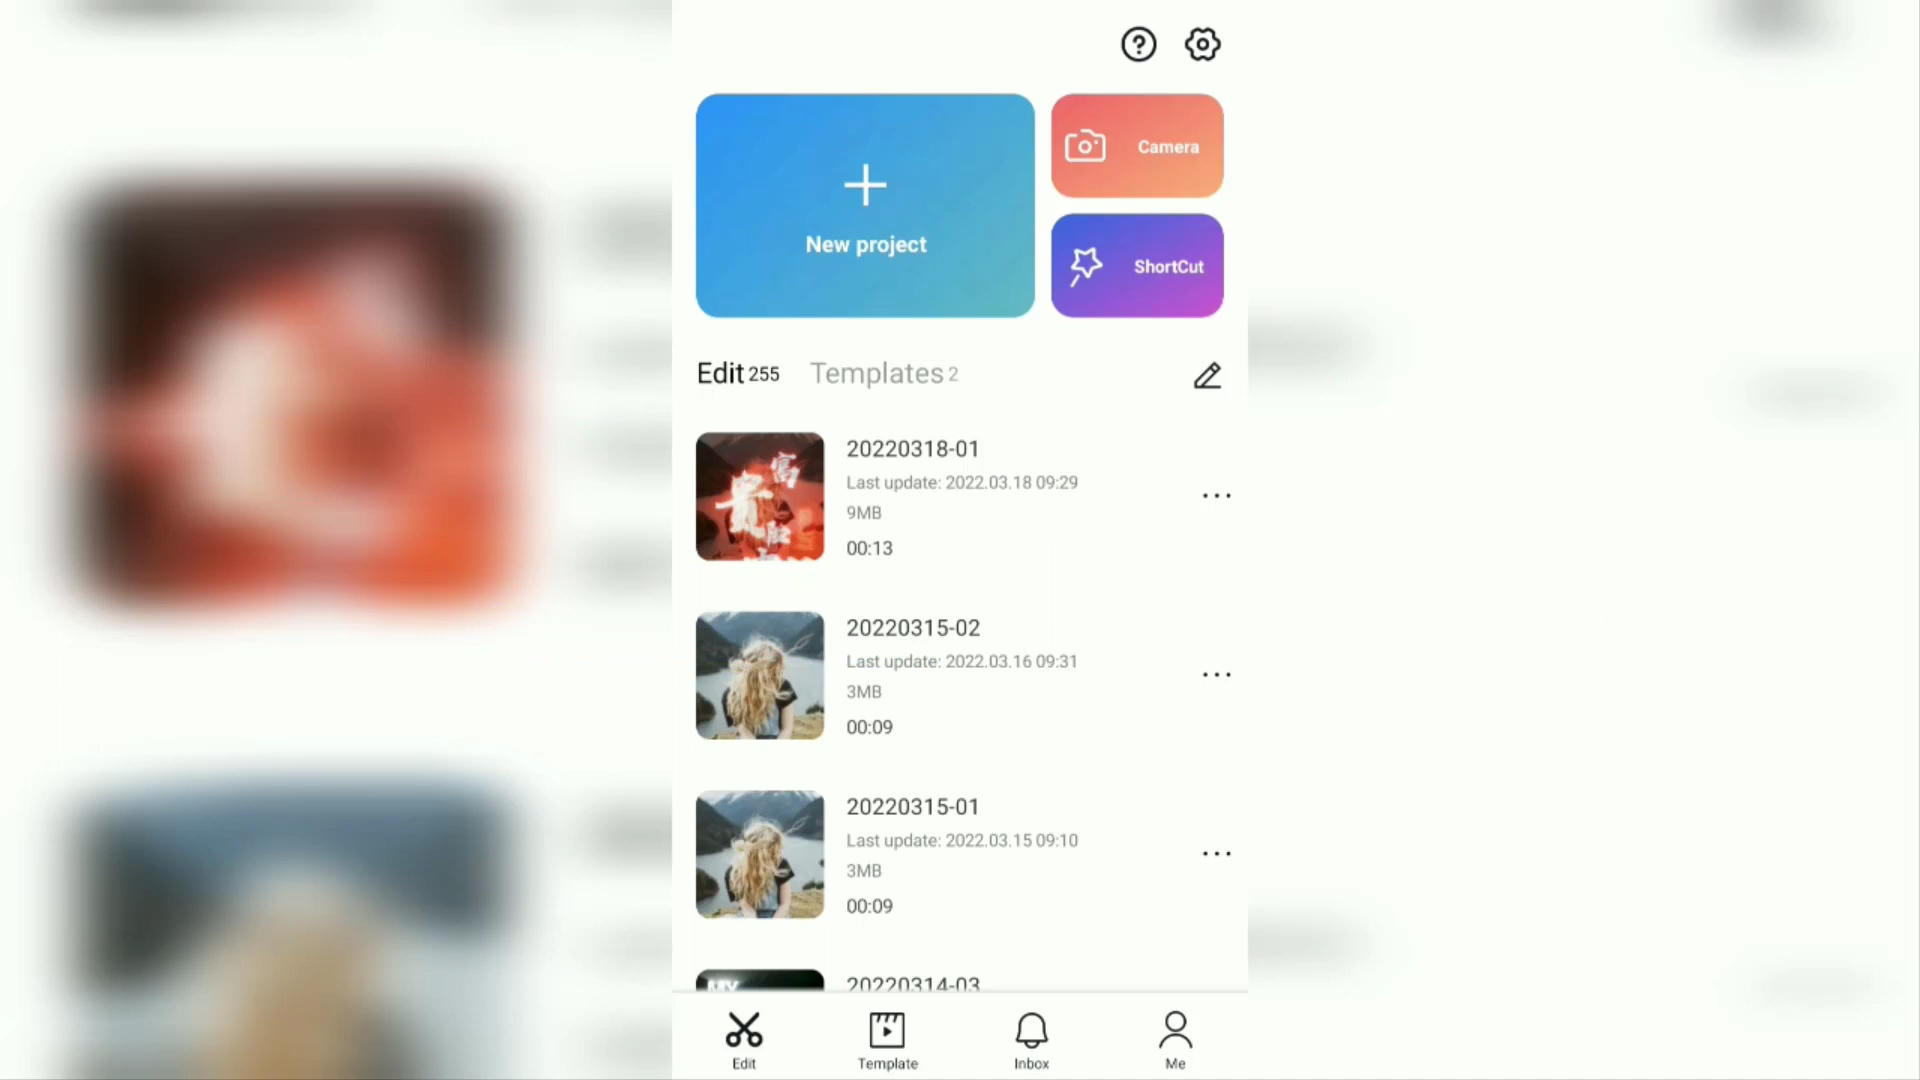 Camera
New project
ShortCut
Edit 255 Templates 2
20220318-01
Last update: 2022.03.18 09:29
9MB
00:13
20220315-02
Last update: 2022.03.16 09:31
3MB
00:09
20220315-01
Last update: 2022.03.15 09:10
3MB
00:09
MY
20220314-03
Edit
Template
Inbox
Me